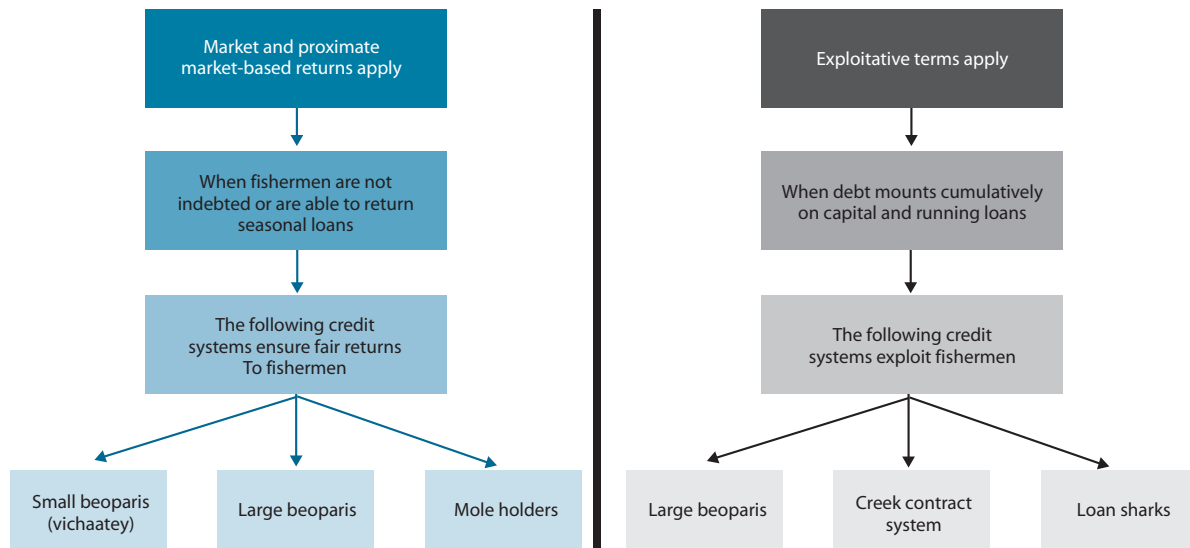 Market and proximate
market-based returns apply
When fishermen are not
indebted or are able to return
seasonal loans
The following credit
systems ensure fair returns
To fishermen
Small beoparis
(vichaatey)
Large beoparis
Mole holders
Exploitative terms apply
When debt mounts cumulatively
on capital and running loans
The following credit
systems exploit fishermen
Large beoparis
Creek contract
system
Loan sharks